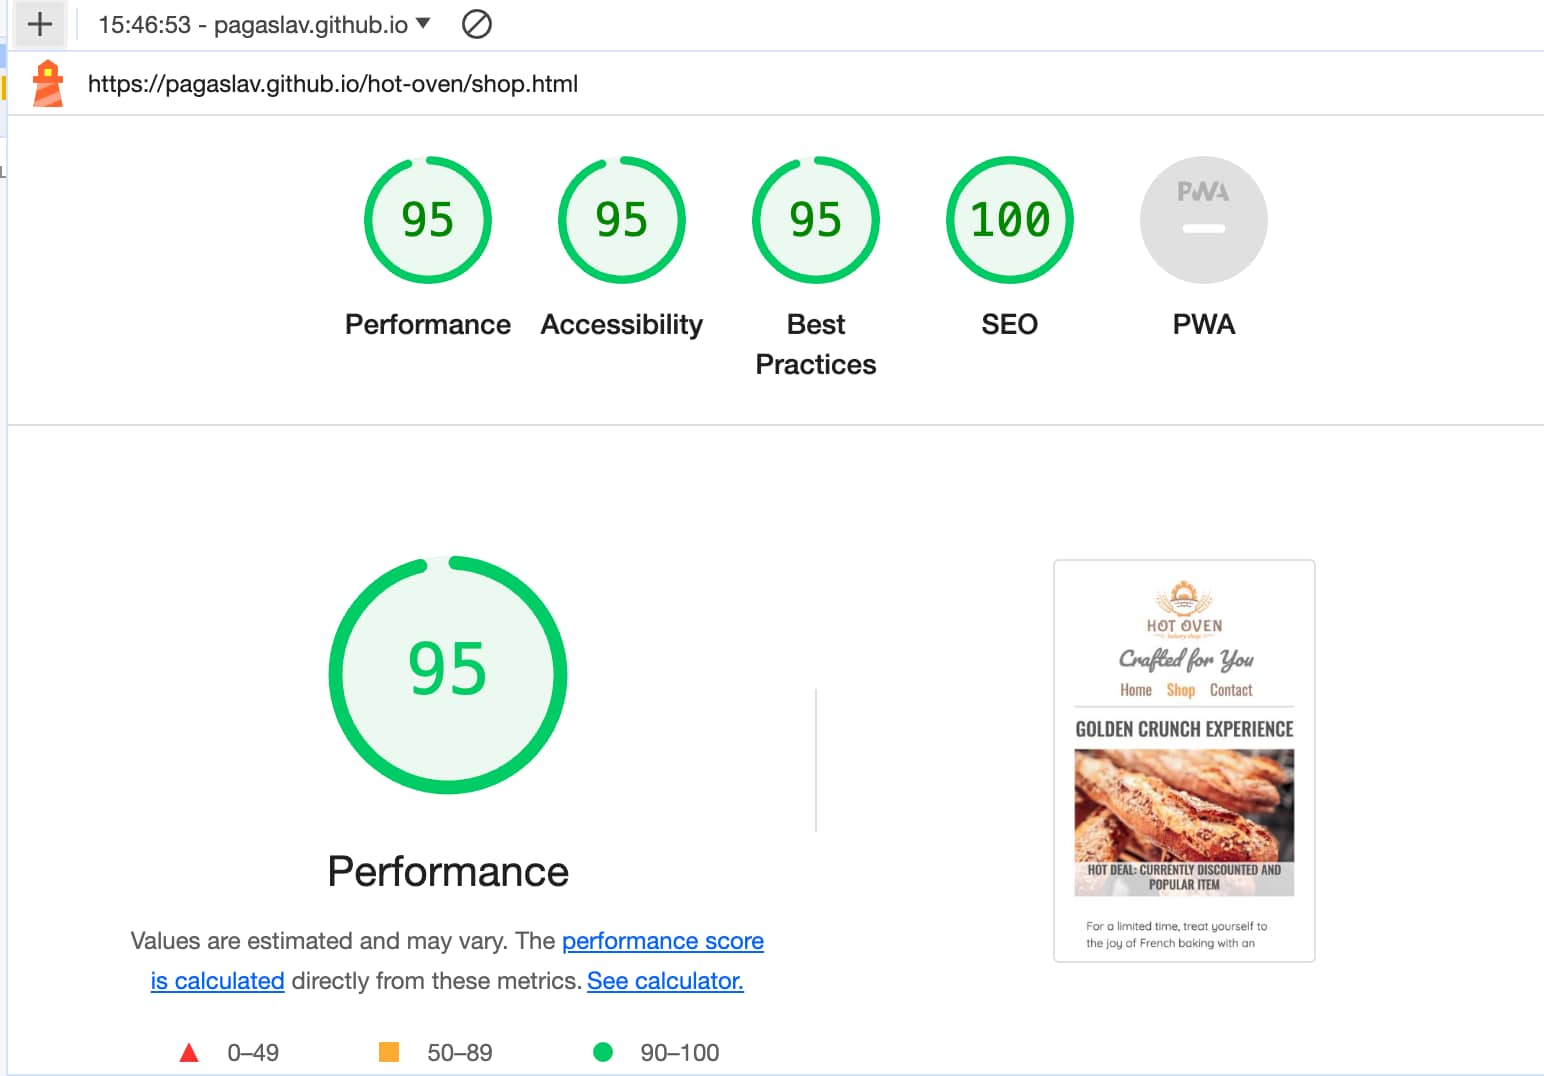 15:46:53 - pagaslav.github.io
https://pagaslav.github.io/hot-oven/shop.html
95
95
95
100
PWA
Performance
Accessibility
Best
Practices
SEO
PWA
95
Performance
Values are estimated and may vary. The performance score
is calculated directly from these metrics. See calculator.
0–49
50–89
90–100
HOT OVEN
bakery shop
Crafted for You
Home Shop Contact
GOLDEN CRUNCH EXPERIENCE
HOT DEAL: CURRENTLY DISCOUNTED AND
POPULAR ITEM
For a limited time, treat yourself to
the joy of French baking with an